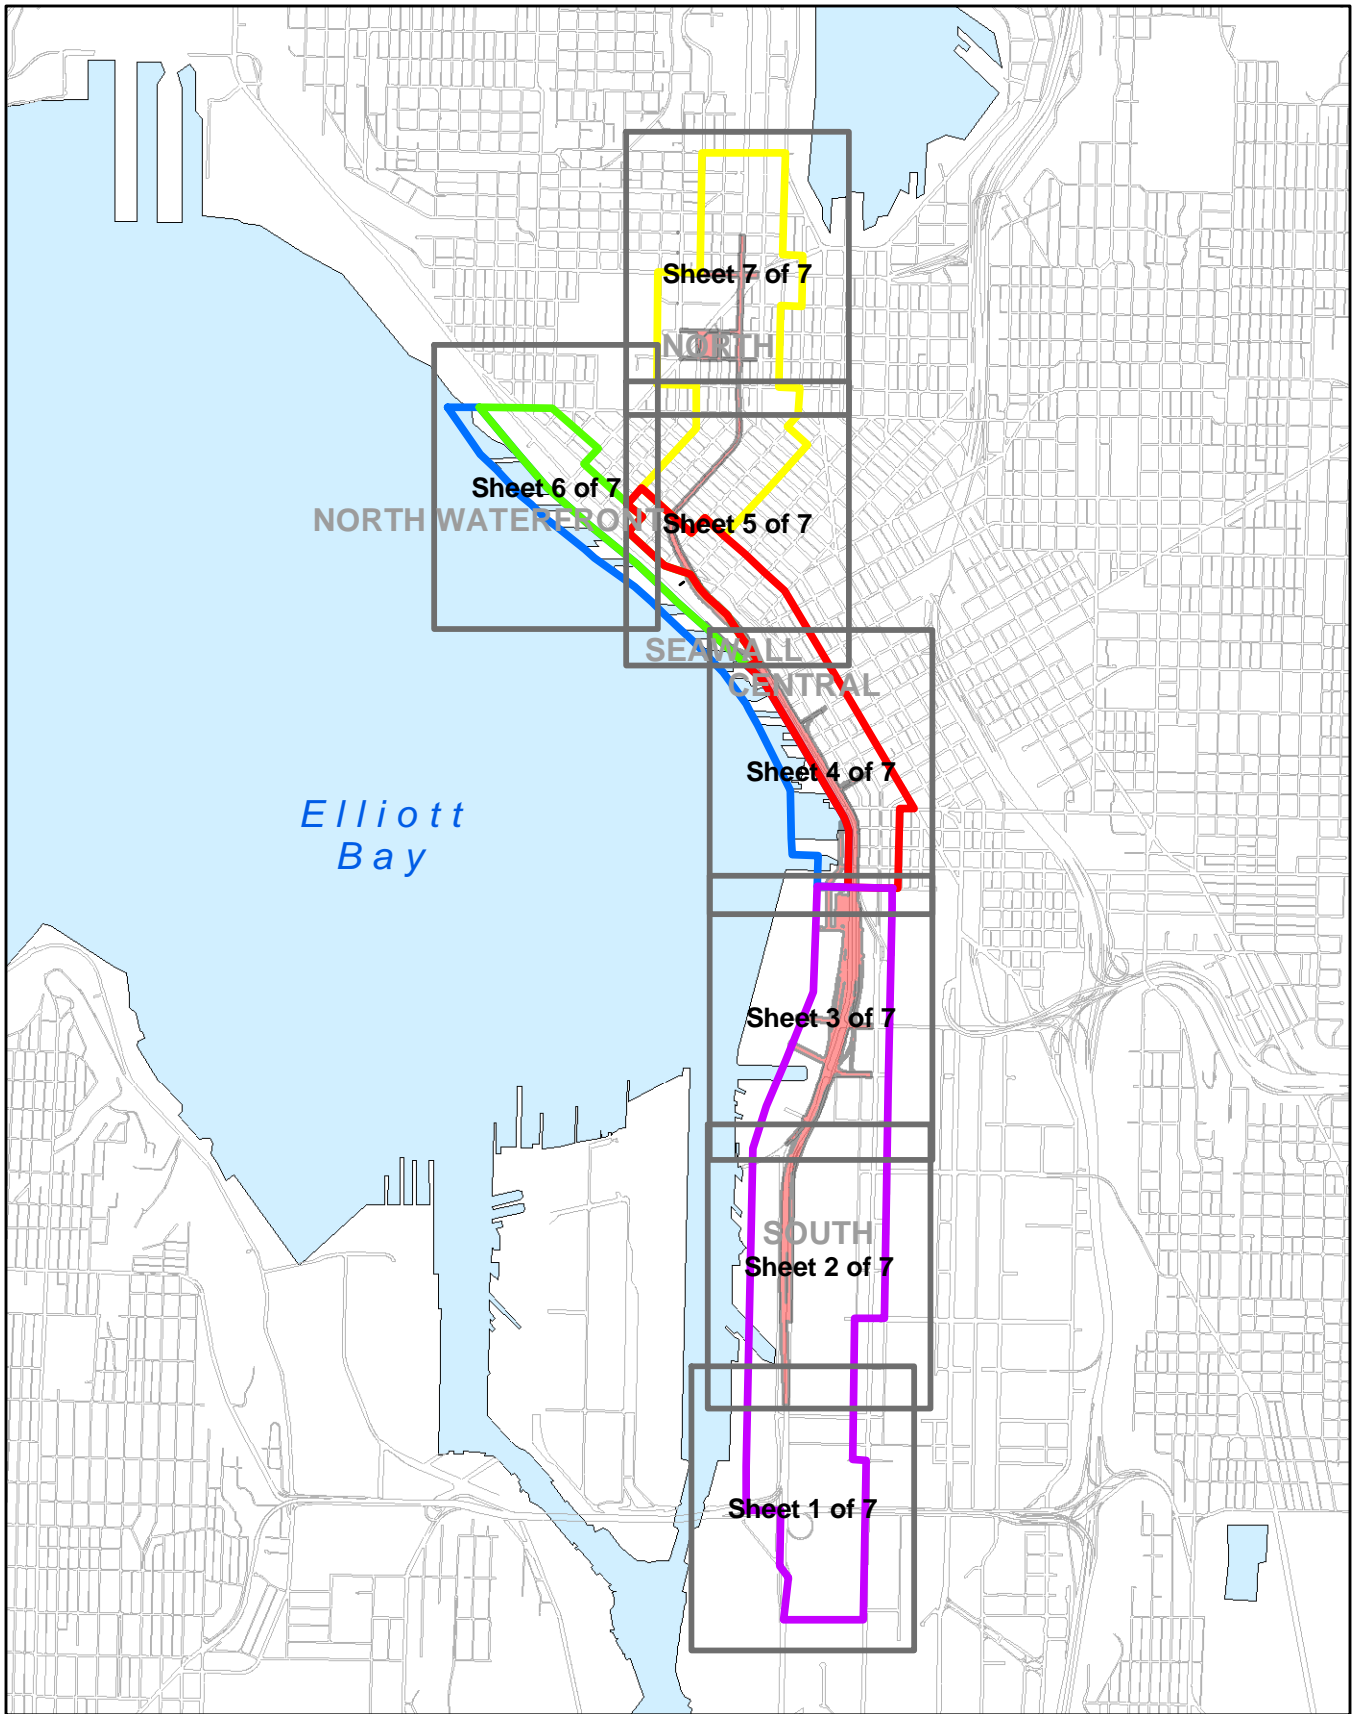 Sheet 7 of 7
NORTH
Sheet 6 of 7
NORTH WATERFRONT
Sheet 5 of 7
SEAWALL
CENTRAL
Sheet 4 of 7
Elliott
Bay
Sheet 3 of 7
SOUTH
Sheet 2 of 7
Sheet 1 of 7